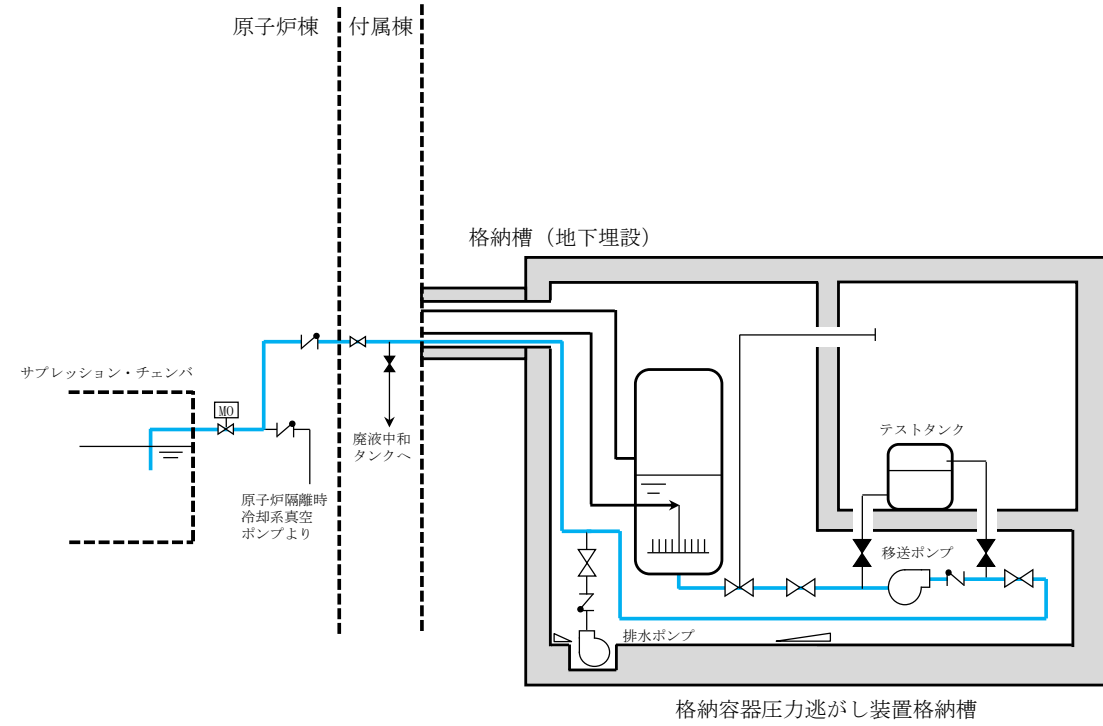 原子炉棟
付属棟
格納槽（地下埋設）
サプレッション・チェンバ
MO
廃液中和
タンクへ
原子炉隔離時
冷却系真空
ポンプより
テストタンク
移送ポンプ
排水ポンプ
格納容器圧力逃がし装置格納槽